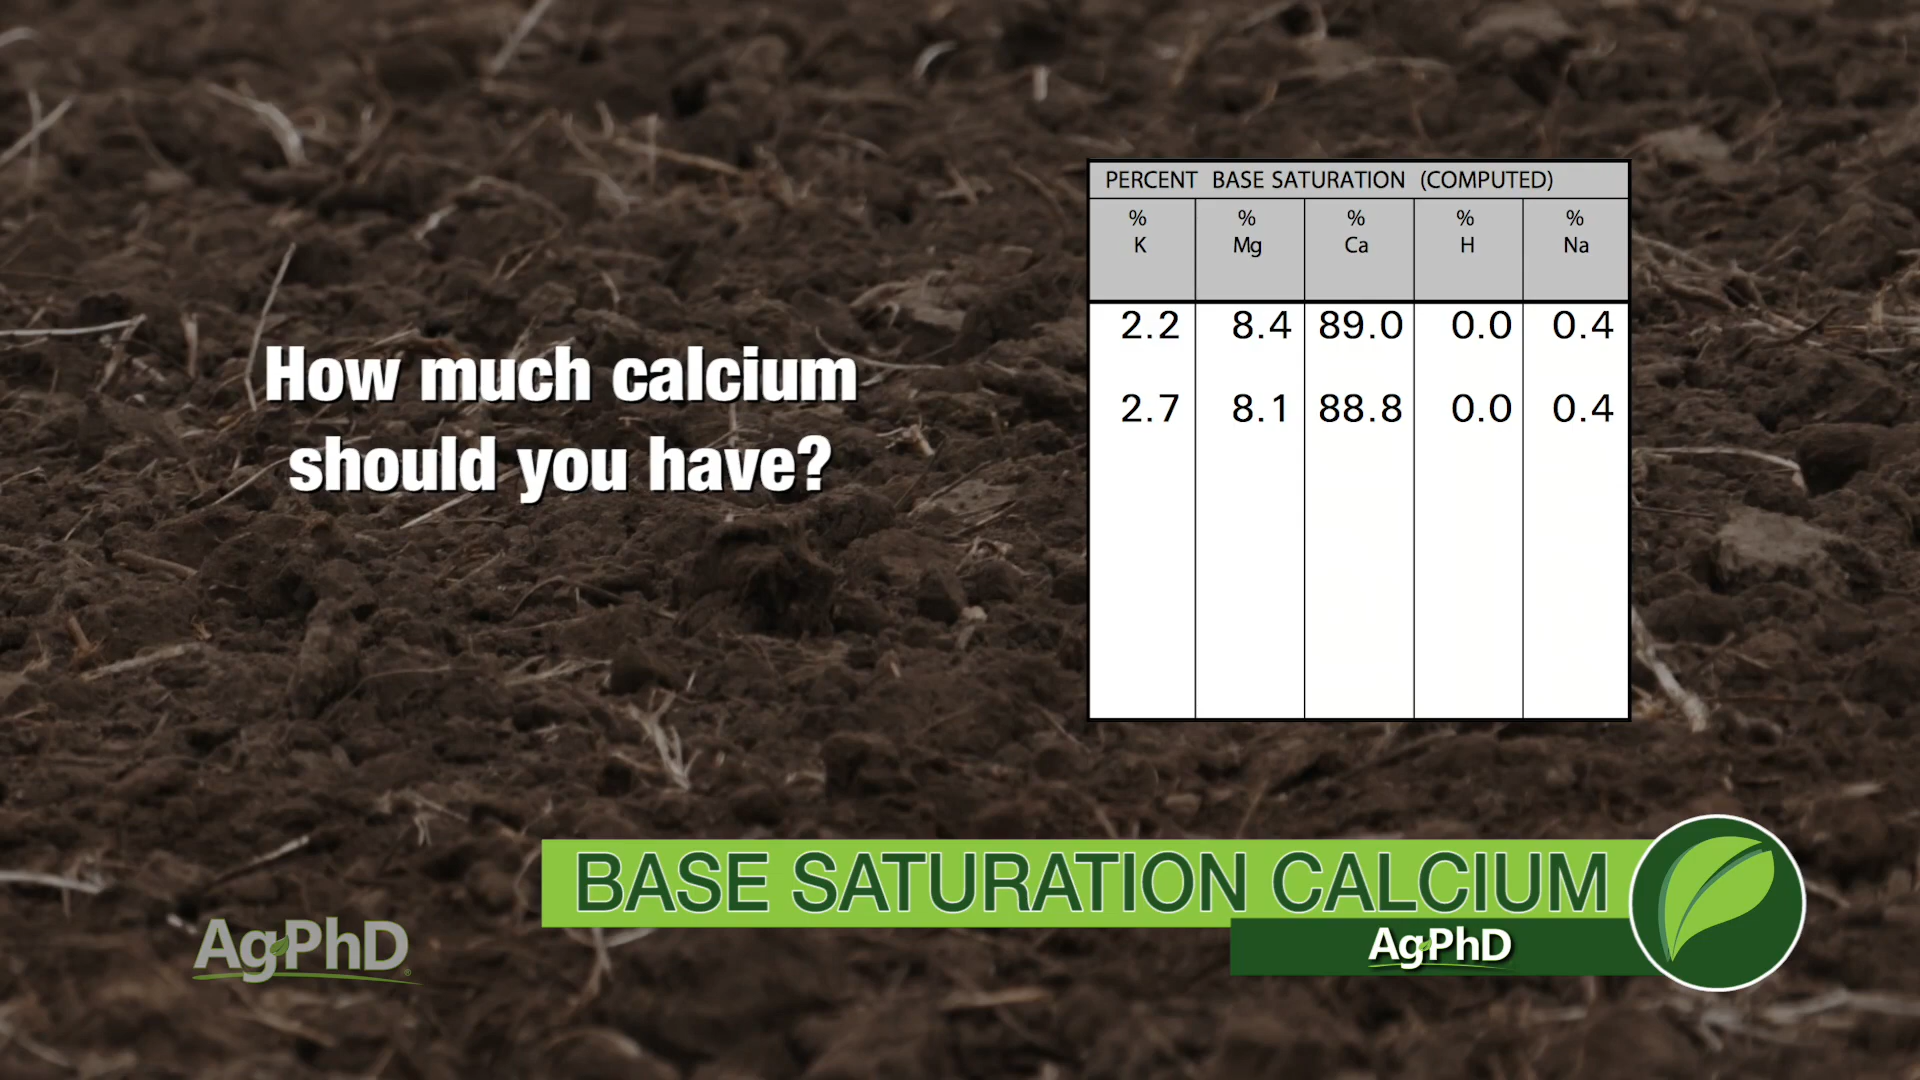 How much calcium
should you have?
PERCENT BASE SATURATION (COMPUTED)
% % % % %
K Mg Ca H Na
2.2 8.4 89.0 0.0 0.4
2.7 8.1 88.8 0.0 0.4
BASE SATURATION CALCIUM
AgPhD
AgPhD®